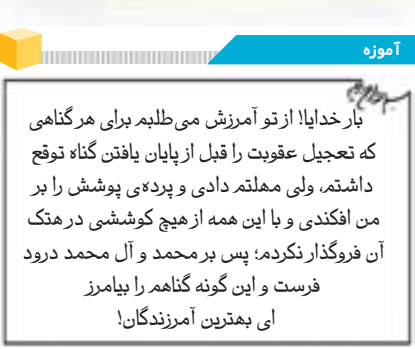 آموزه
بار خدایا! از تو آمرزش می‌طلبم برای هر گناهی
که تعجیل عقوبت را قبل از پایان یافتن گناه توقع
داشتم، ولی مهلتم دادی و پرده‌ی پوشش را بر
من افکندی و با این همه از هیچ کوششی در هتک
آن فروگذار نکردم؛ پس بر محمد و آل محمد درود
فرست و این گونه گناهم را بیامرز
ای بهترین آمرزندگان!